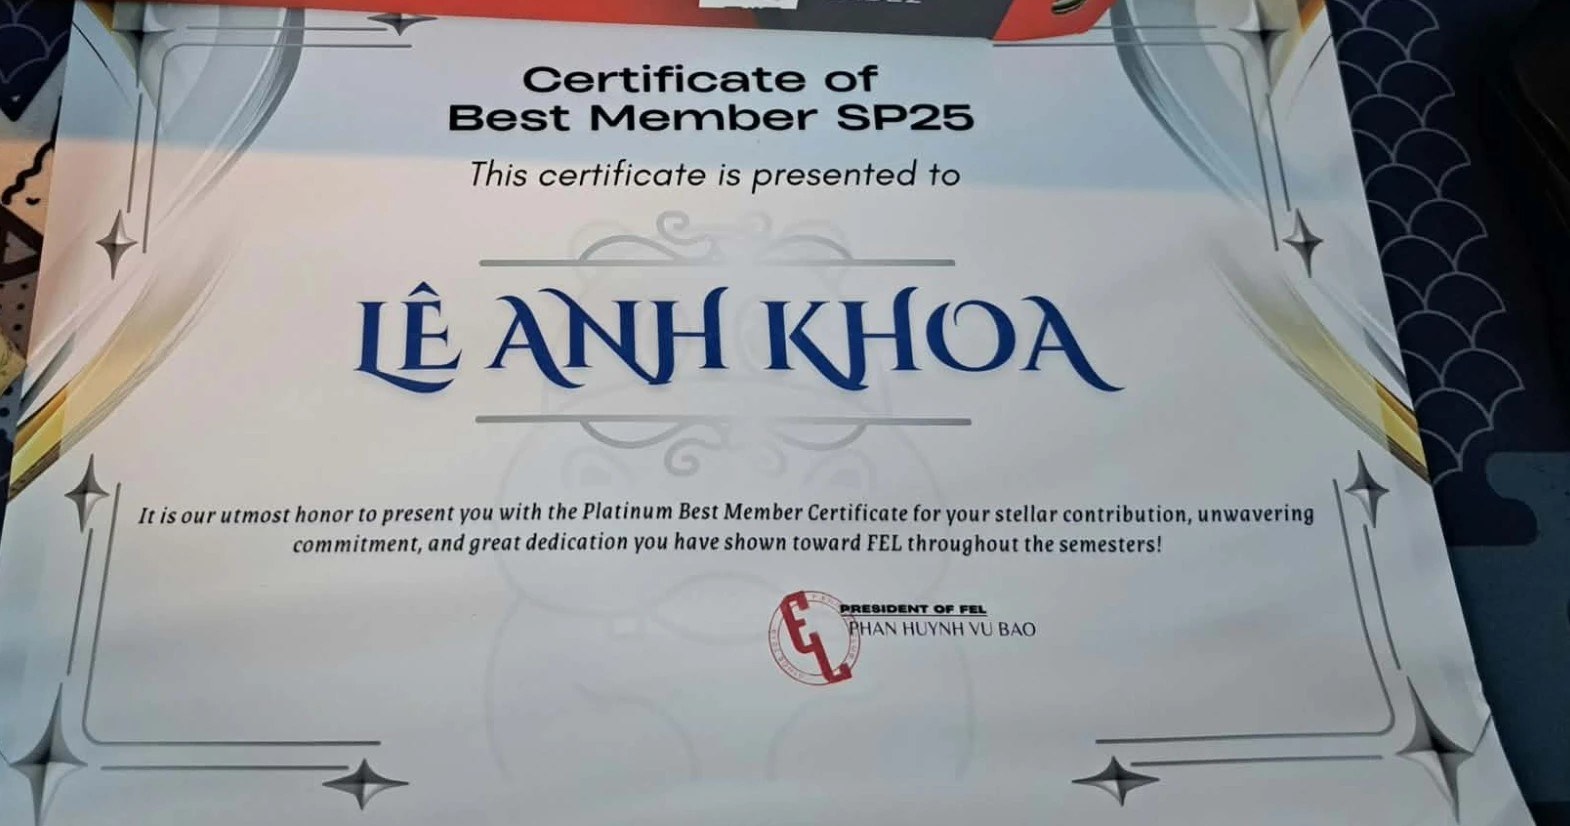 Certificate of
Best Member SP25
This certificate is presented to
LÊ ANH KHOA
It is our utmost honor to present you with the Platinum Best Member Certificate for your stellar contribution, unwavering
commitment, and great dedication you have shown toward FEL throughout the semesters!
PRESIDENT OF FEL
PHAN HUYNH VU BAO